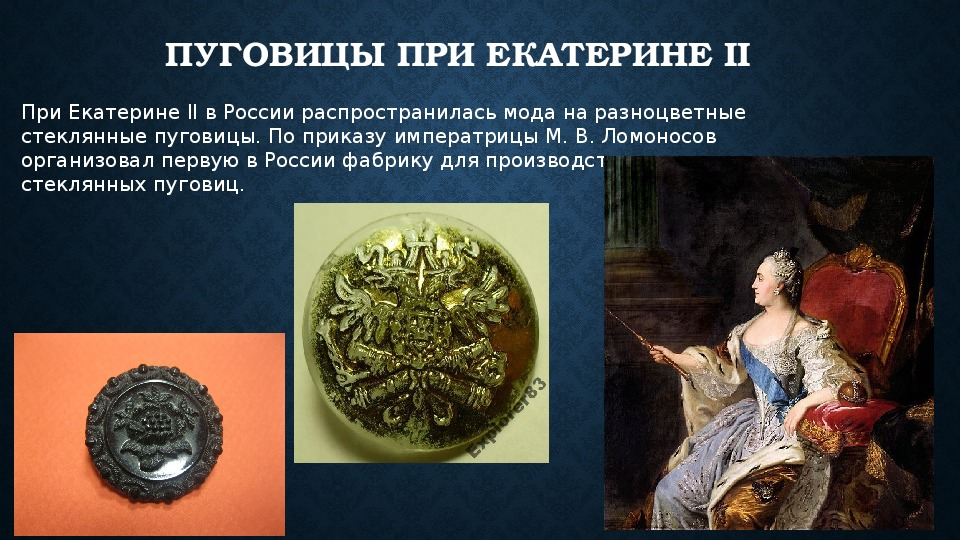 ПУГОВИЦЫ ПРИ ЕКАТЕРИНЕ II
При Екатерине II в России распространилась мода на разноцветные
стеклянные пуговицы. По приказу императрицы М. В. Ломоносов
организовал первую в России фабрику для производст
стеклянных пуговиц.
Explorer83